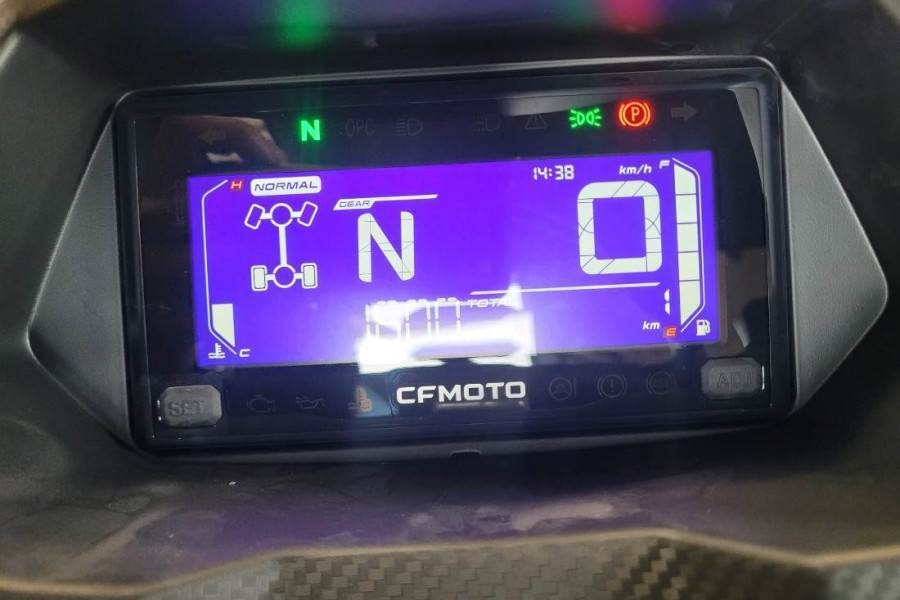 N OPC P
H NORMAL 14:38 km/h F
GEAR
N 0
TOTAL
km E
C
SET CFMOTO ADJ